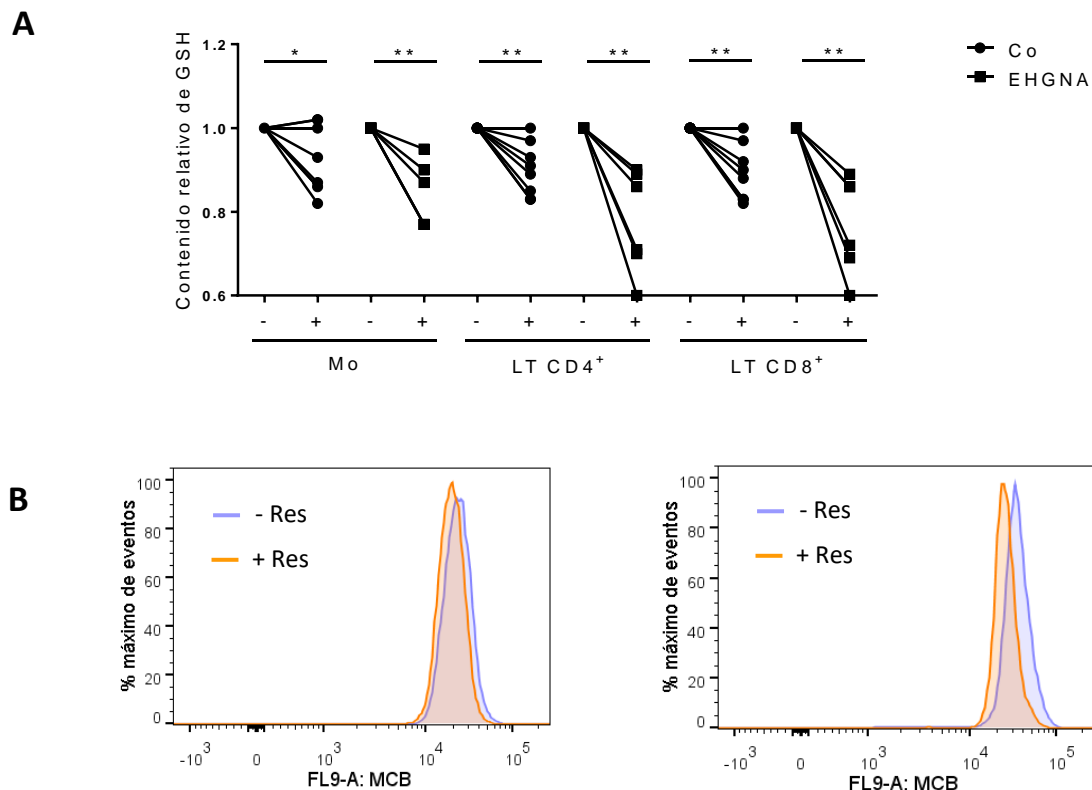 A
Contenido relativo de GSH
1.2
1.0
0.8
0.6
* ** ** ** ** **
Co
EHGNA
- + - + - + - + - + - +
Mo LT CD4⁺ LT CD8⁺
B
% máximo de eventos
100
80
60
40
20
0
- Res
+ Res
-10³ 0 10³ 10⁴ 10⁵
FL9-A: MCB
% máximo de eventos
100
80
60
40
20
0
- Res
+ Res
-10³ 0 10³ 10⁴ 10⁵
FL9-A: MCB